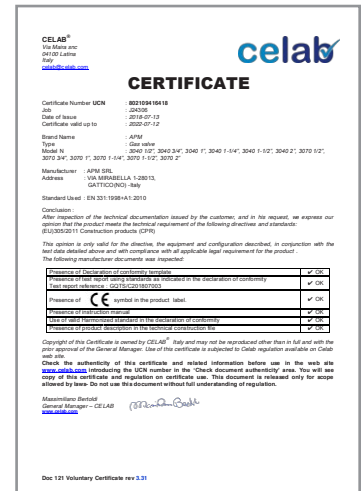 CELAB®
Via Maira snc
04100 Latina
Italy
celab@celab.com
celab
CERTIFICATE
Certificate Number UCN : 802109416418
Job : J24306
Date of Issue : 2018-07-13
Certificate valid up to : 2022-07-12
Brand Name : APM
Type : Gas valve
Model N : 3040 1/2", 3040 3/4", 3040 1", 3040 1-1/4", 3040 1-1/2", 3040 2", 3070 1/2",
3070 3/4", 3070 1", 3070 1-1/4", 3070 1-1/2", 3070 2"
Manufacturer : APM SRL
Address : VIA MIRABELLA 1-28013,
GATTICO(NO) -Italy
Standard Used : EN 331:1998+A1:2010
Conclusion :
After inspection of the technical documentation issued by the customer, and in his request, we express our
opinion that the product meets the technical requirement of the following directives and standards:
(EU)305/2011 Construction products (CPR)
This opinion is only valid for the directive, the equipment and configuration described, in conjunction with the
test data detailed above and with compliance with all applicable legal requirement for the product .
The following manufacturer documents was inspected:
Presence of Declaration of conformity template ✔ OK
Presence of test report using standards as indicated in the declaration of conformity
Test report reference : GQTS/C201807003 ✔ OK
Presence of CE symbol in the product label. ✔ OK
Presence of instruction manual ✔ OK
Use of valid Harmonized standard in the declaration of conformity ✔ OK
Presence of product description in the technical construction file ✔ OK
Copyright of this Certificate is owned by CELAB® Italy and may not be reproduced other than in full and with the
prior approval of the General Manager. Use of this certificate is subjected to Celab regulation available on Celab
web site.
Check the authenticity of this certificate and related information before use in the web site
www.celab.com introducing the UCN number in the 'Check document authenticity' area. You will see
copy of this certificate and regulation on certificate use. This document is released only for scope
allowed by laws- Do not use this document without full understanding of regulation.
Massimiliano Bertoldi
General Manager – CELAB
www.celab.com
Doc 121 Voluntary Certificate rev 3.31